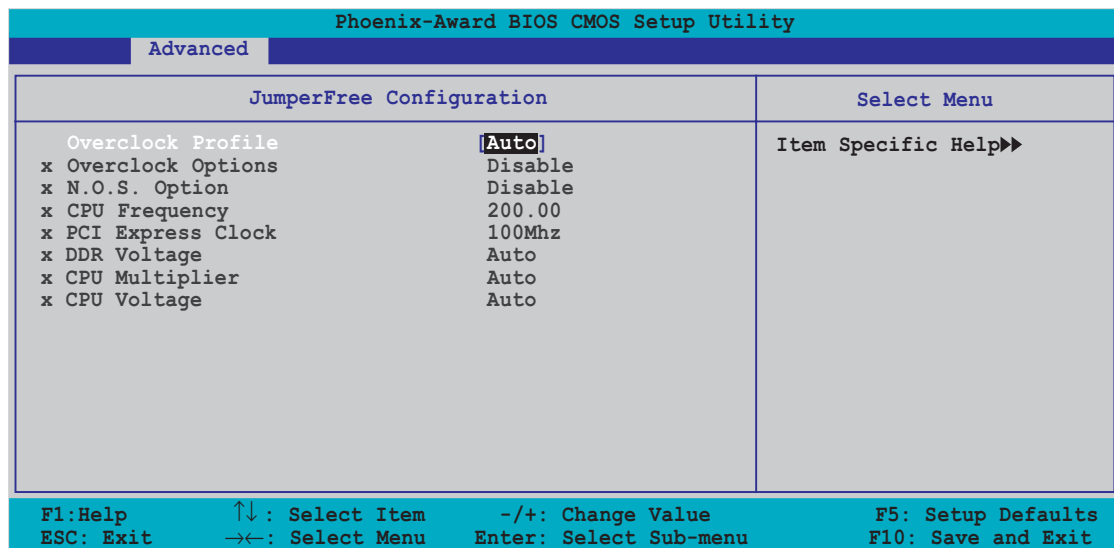 Phoenix-Award BIOS CMOS Setup Utility
Advanced
JumperFree Configuration
Select Menu
Overclock Profile [Auto]
Item Specific Help▶▶
x Overclock Options Disable
x N.O.S. Option Disable
x CPU Frequency 200.00
x PCI Express Clock 100Mhz
x DDR Voltage Auto
x CPU Multiplier Auto
x CPU Voltage Auto
F1:Help ↑↓ : Select Item -/+: Change Value F5: Setup Defaults
ESC: Exit →←: Select Menu Enter: Select Sub-menu F10: Save and Exit